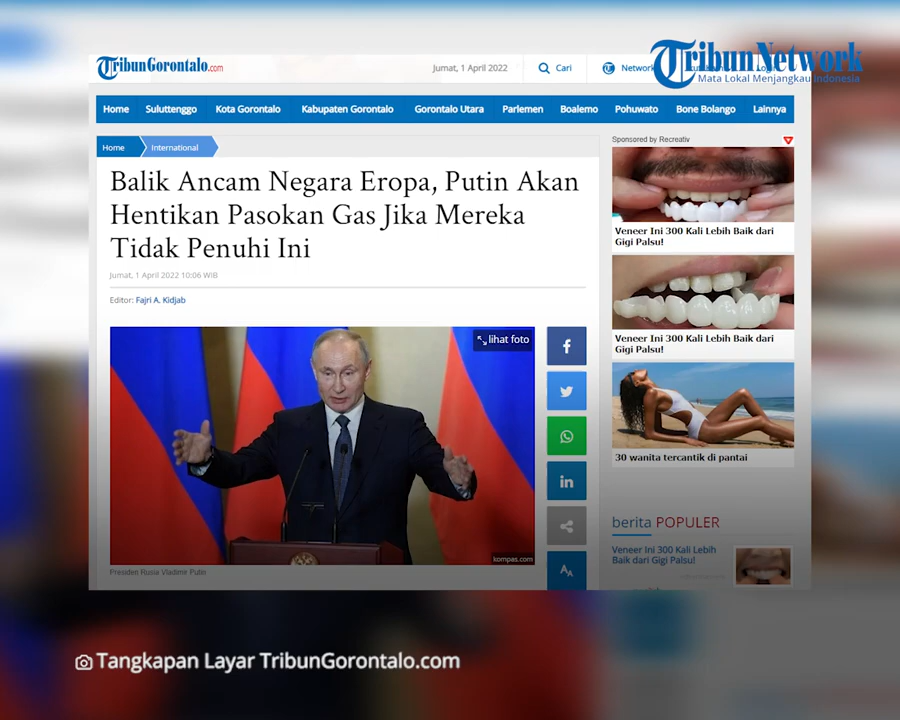 TribunGorontalo.com
Jumat, 1 April 2022
Cari
Network
Tribun Network
Mata Lokal Menjangkau Indonesia
Home Suluttenggo Kota Gorontalo Kabupaten Gorontalo Gorontalo Utara Parlemen Boalemo Pohuwato Bone Bolango Lainnya
Home International
Balik Ancam Negara Eropa, Putin Akan
Hentikan Pasokan Gas Jika Mereka
Tidak Penuhi Ini
Jumat, 1 April 2022 10:06 WIB
Editor: Fajri A. Kidjab
lihat foto
kompas.com
Presiden Rusia Vladimir Putin
Sponsored by Recreativ
Veneer Ini 300 Kali Lebih Baik dari
Gigi Palsu!
Veneer Ini 300 Kali Lebih Baik dari
Gigi Palsu!
30 wanita tercantik di pantai
berita POPULER
Veneer Ini 300 Kali Lebih
Baik dari Gigi Palsu!
Tangkapan Layar TribunGorontalo.com